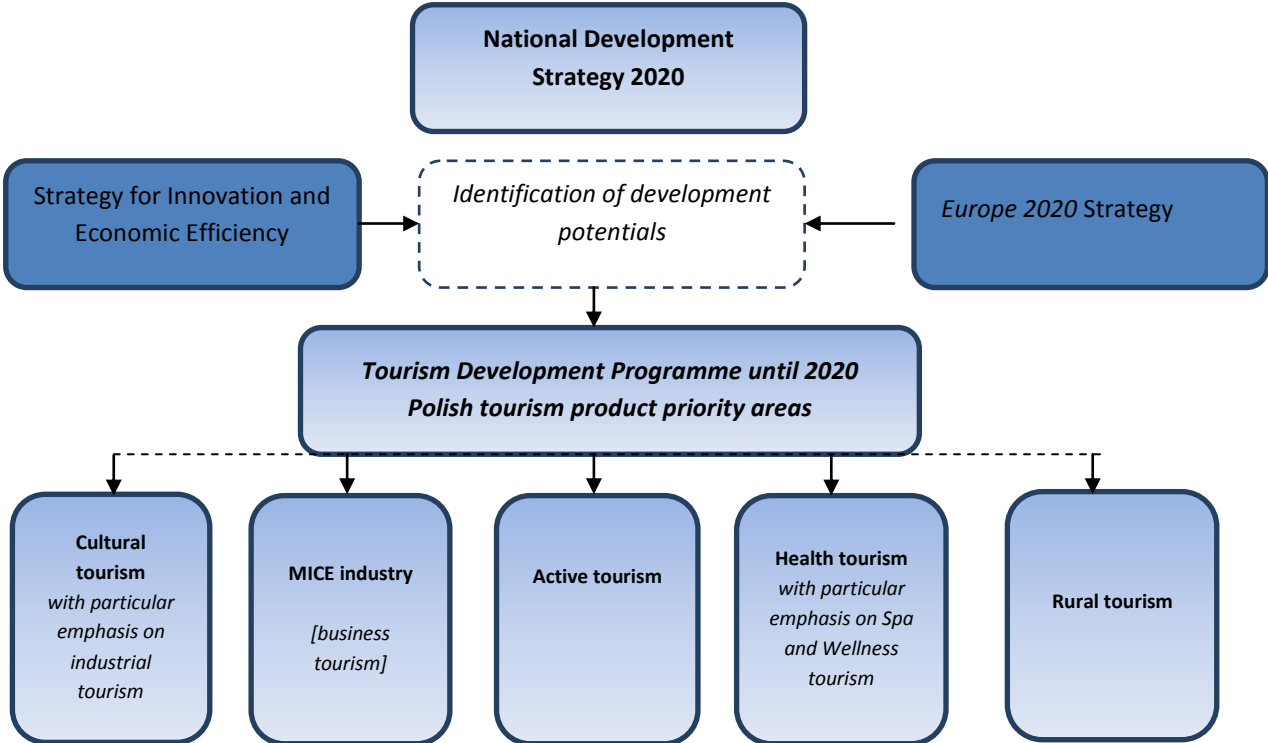 National Development
Strategy 2020
Strategy for Innovation and
Economic Efficiency
Identification of development
potentials
Europe 2020 Strategy
Tourism Development Programme until 2020
Polish tourism product priority areas
Cultural
tourism
with particular
emphasis on
industrial
tourism
MICE industry
[business
tourism]
Active tourism
Health tourism
with particular
emphasis on Spa
and Wellness
tourism
Rural tourism